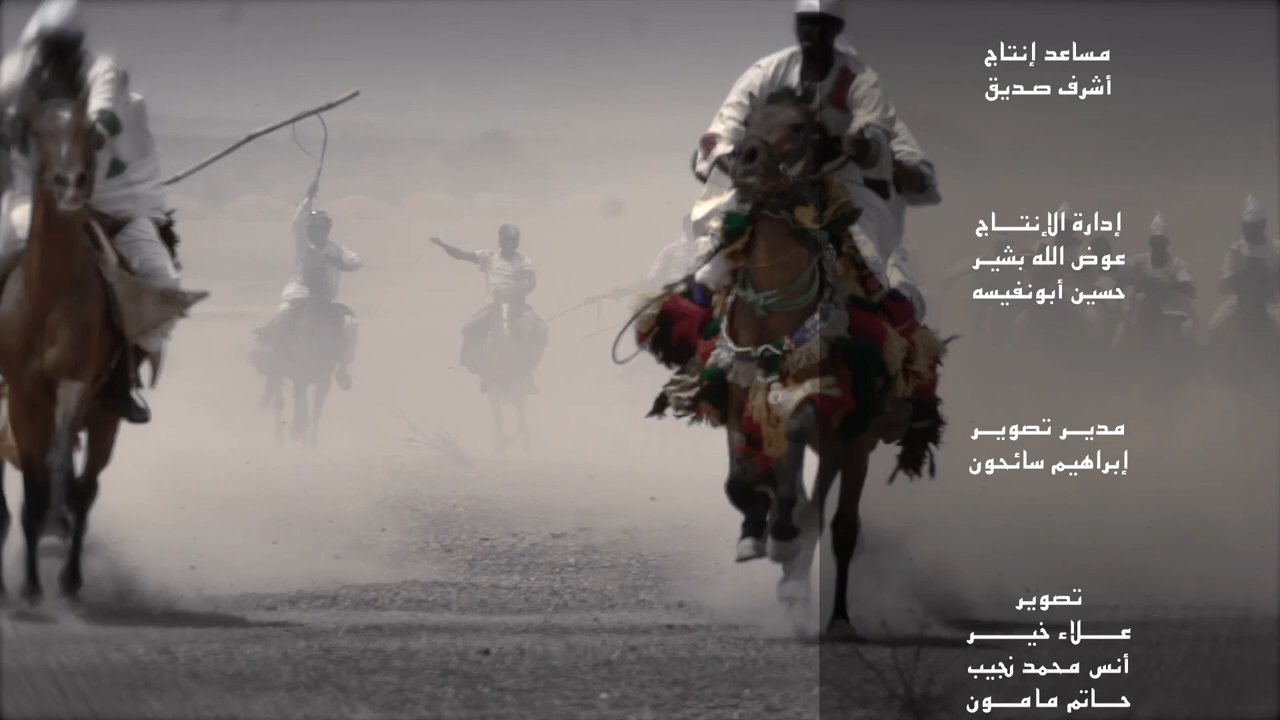 مساعد إنتاج
أشرف صديق
إدارة الإنتاج
عوض الله بشير
حسين أبونفيسه
مدير تصوير
إبراهيم سائحون
تصوير
علاء خير
أنس محمد نجيب
حاتم مامون